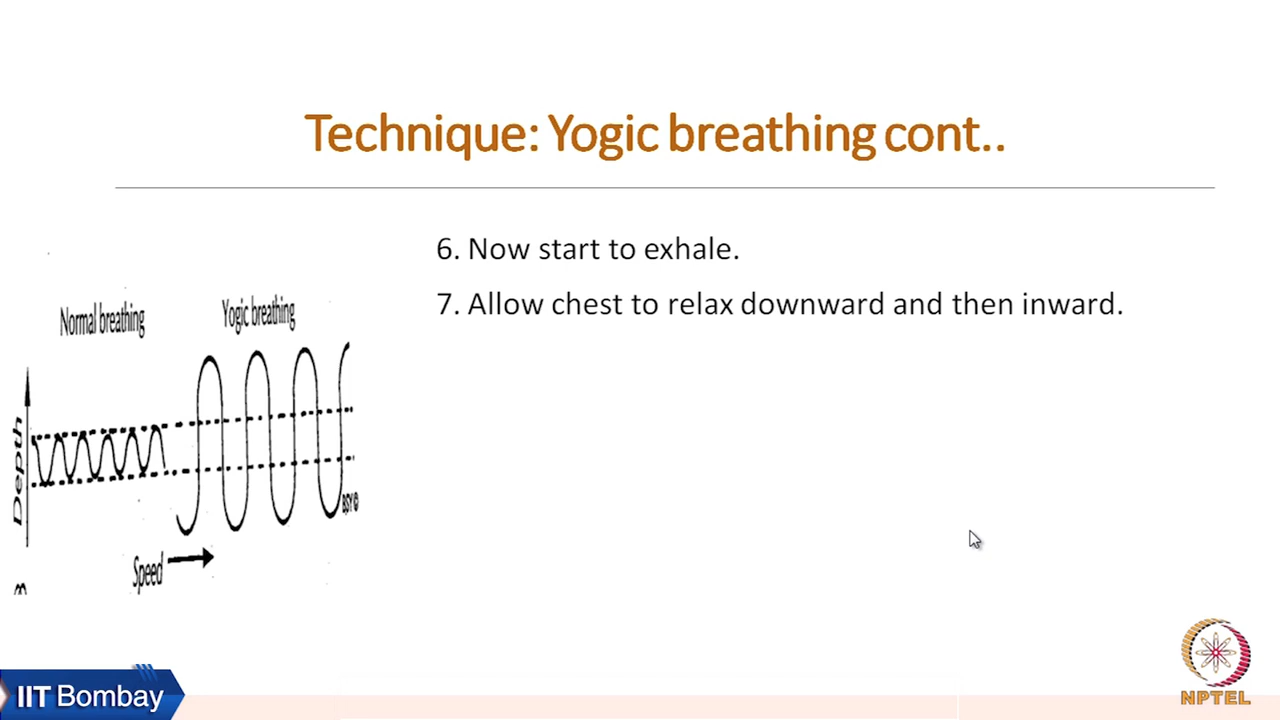 Technique: Yogic breathing cont..
6. Now start to exhale.
7. Allow chest to relax downward and then inward.
Normal breathing
Yogic breathing
Depth
BSY©
Speed
IIT Bombay
NPTEL